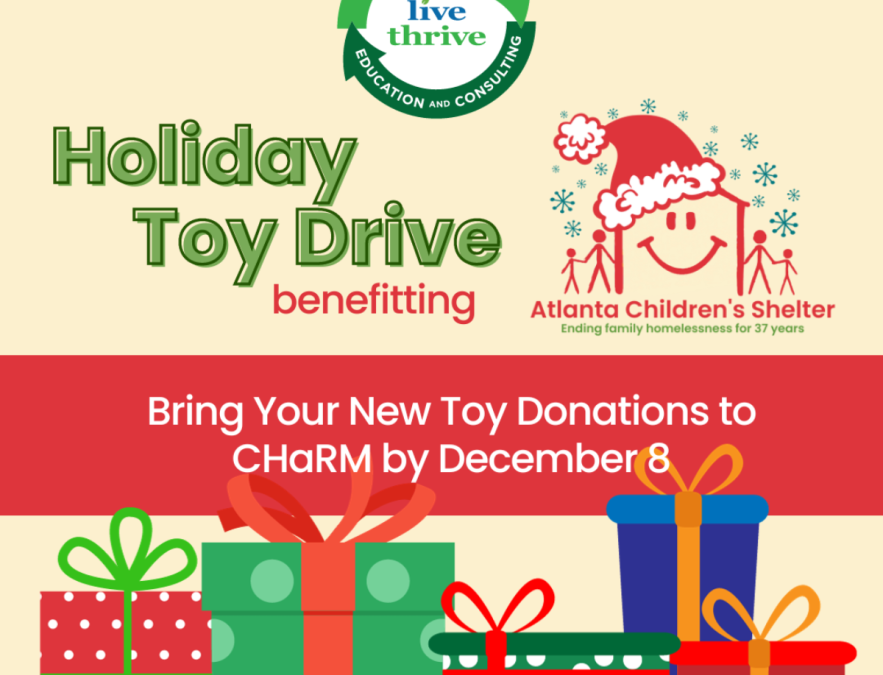 live
thrive
EDUCATION AND CONSULTING
Holiday
Toy Drive
benefitting
Atlanta Children's Shelter
Ending family homelessness for 37 years
Bring Your New Toy Donations to
CHaRM by December 8